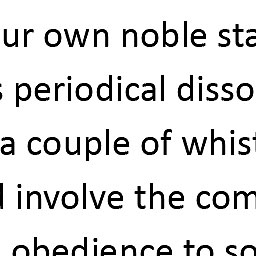 ur own noble sta
s periodical disso
a couple of whist
d involve the com
obedience to so